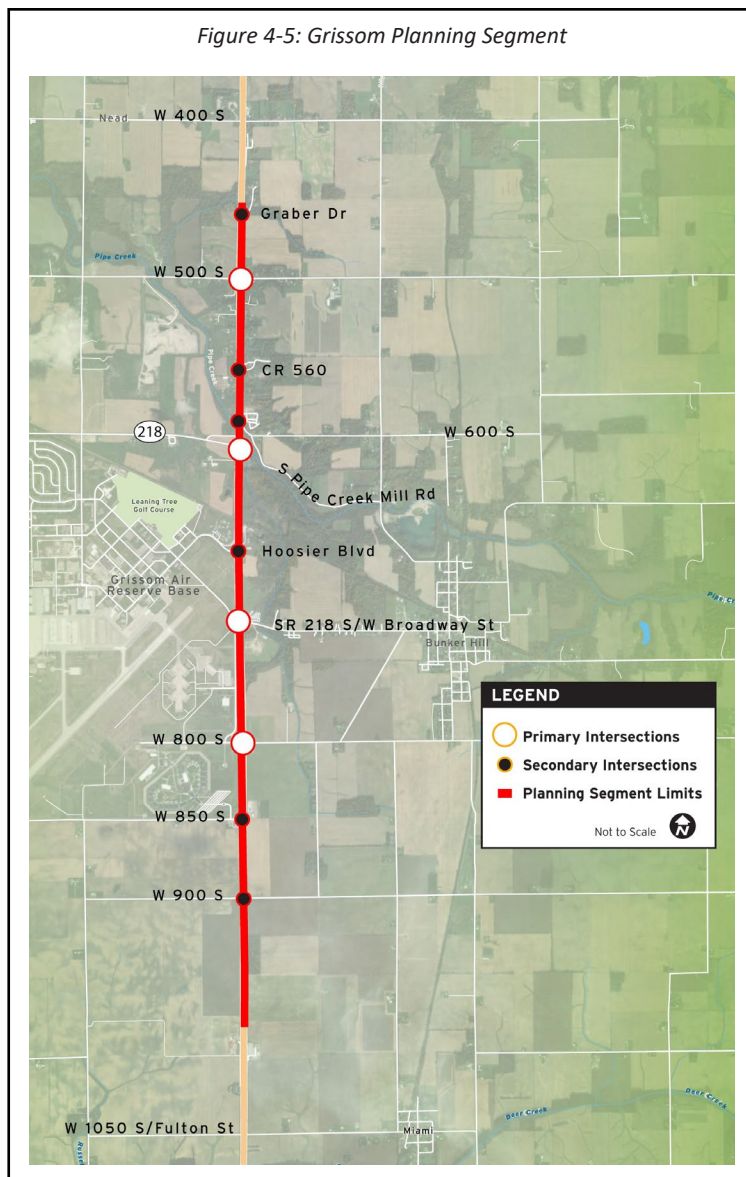 Figure 4-5: Grissom Planning Segment
W 400 S
Nead
Graber Dr
Pipe Creek
W 500 S
Pipe Creek
CR 560
218
W 600 S
S Pipe Creek Mill Rd
Leaning Tree
Golf Course
Hoosier Blvd
Grissom Air
Reserve Base
Pipe
SR 218 S/W Broadway St
Bunker Hill
LEGEND
Primary Intersections
Secondary Intersections
Planning Segment Limits
Not to Scale
N
W 800 S
W 850 S
W 900 S
Deer Creek
Deer Creek
W 1050 S/Fulton St
Miami